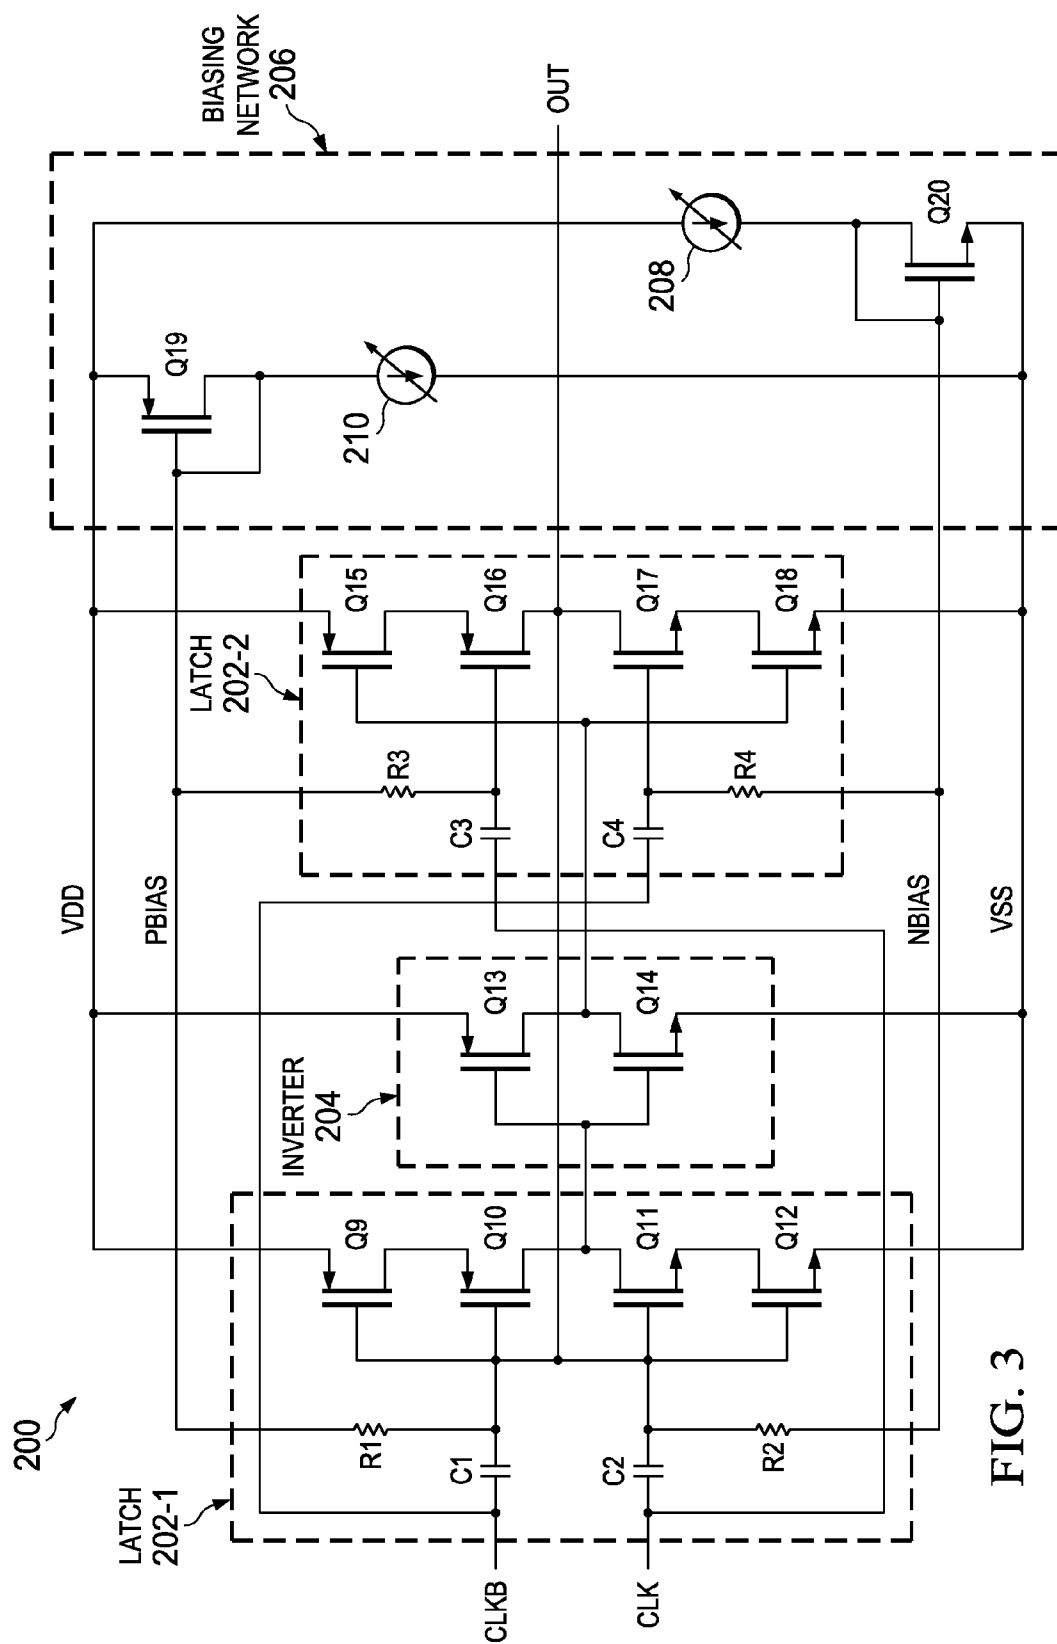 200
LATCH
202-1
CLKB
CLK
R1
C1
C2
R2
Q9
Q10
Q11
Q12
INVERTER
204
Q13
Q14
VDD
PBIAS
NBIAS
VSS
LATCH
202-2
C3
R3
C4
R4
Q15
Q16
Q17
Q18
BIASING
NETWORK
206
Q19
210
208
Q20
OUT
FIG. 3